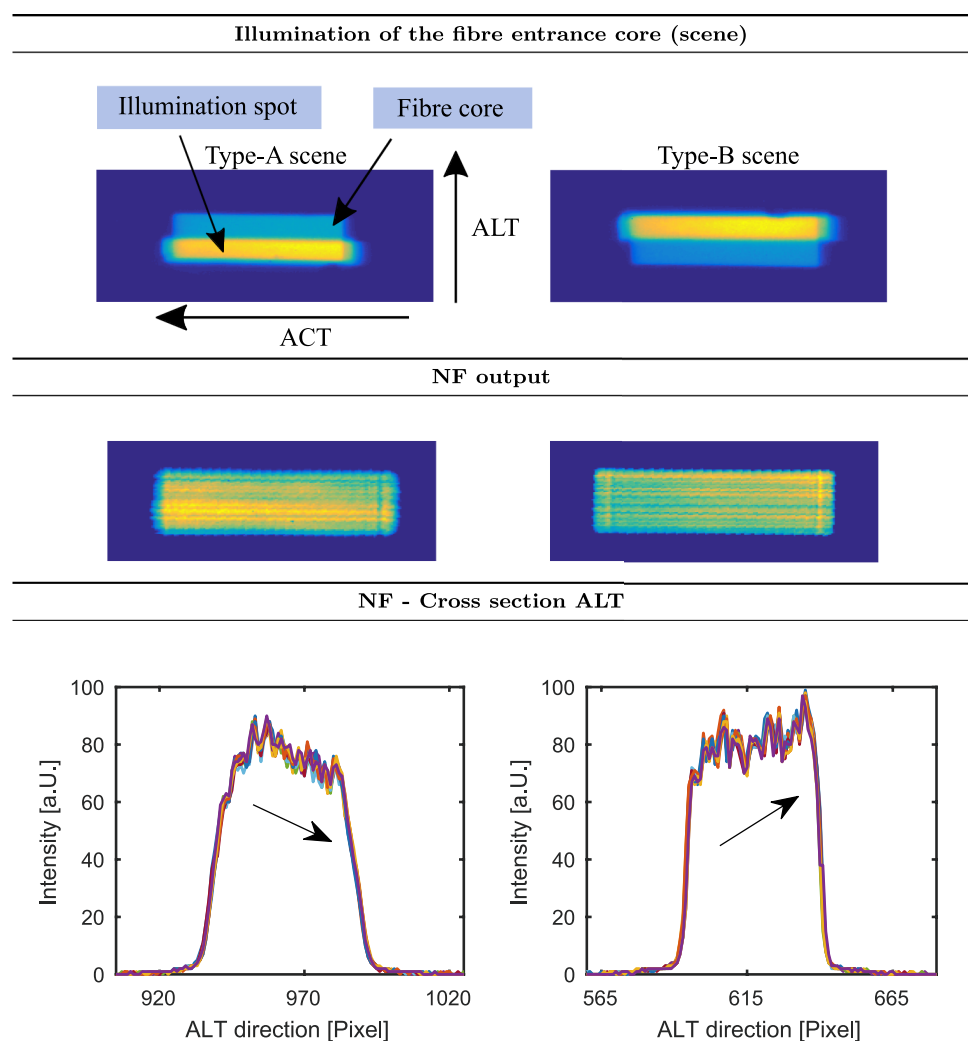 Illumination of the fibre entrance core (scene)
Illumination spot
Fibre core
Type-A scene
Type-B scene
ALT
ACT
NF output
NF - Cross section ALT
100
80
60
40
20
0
Intensity [a.U.]
920
970
1020
ALT direction [Pixel]
100
80
60
40
20
0
Intensity [a.U.]
565
615
665
ALT direction [Pixel]